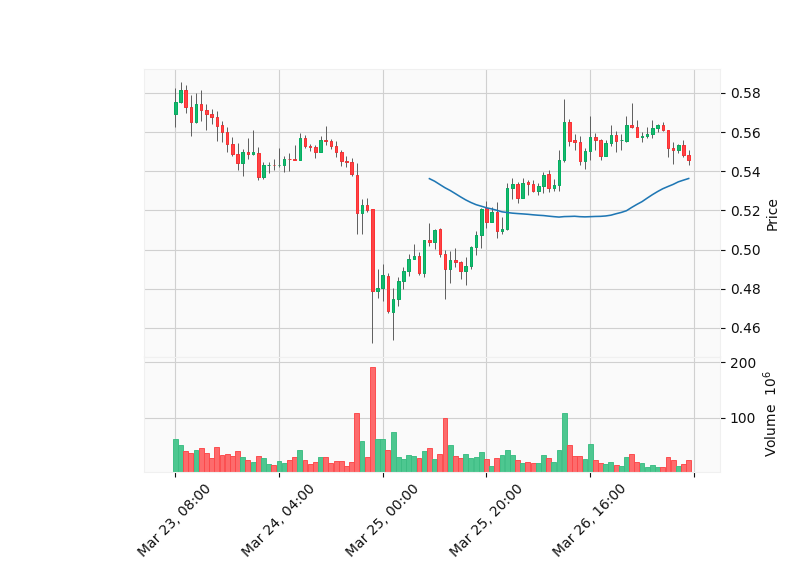 0.58
0.56
0.54
0.52
0.50
0.48
0.46
Price
200
100
Volume 10^6
Mar 23, 08:00
Mar 24, 04:00
Mar 25, 00:00
Mar 25, 20:00
Mar 26, 16:00